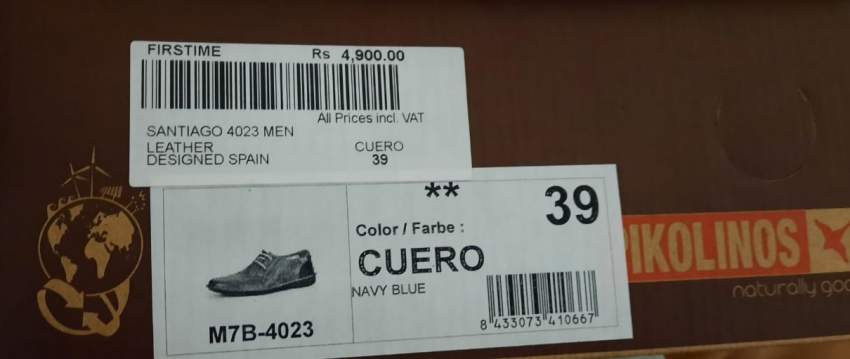 FIRSTIME Rs 4,900.00
All Prices incl. VAT
SANTIAGO 4023 MEN
LEATHER CUERO
DESIGNED SPAIN 39
** 39
Color / Farbe :
CUERO
NAVY BLUE
M7B-4023
8 433073 410667
PIKOLINOS
naturally